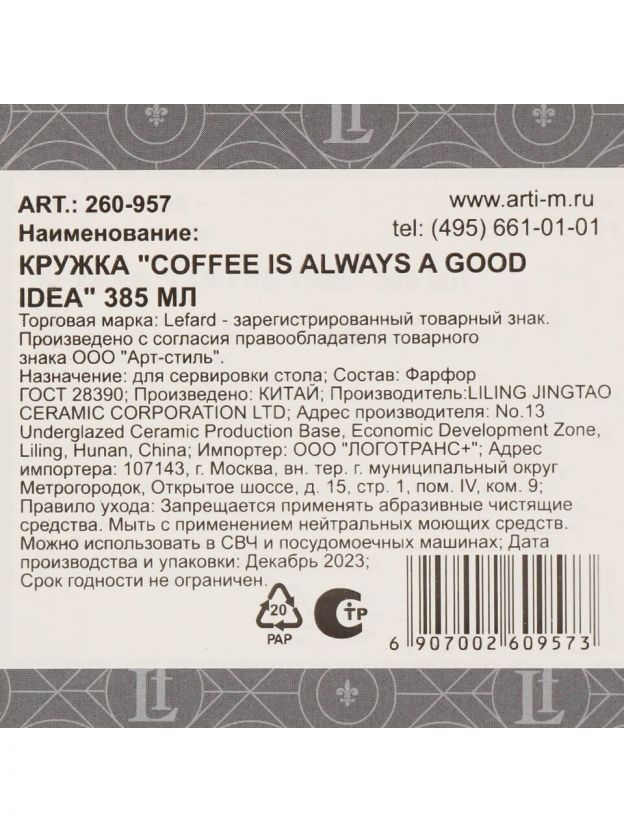 Lf
ART.: 260-957
www.arti-m.ru
Наименование:
tel: (495) 661-01-01
КРУЖКА "COFFEE IS ALWAYS A GOOD
IDEA" 385 МЛ
Торговая марка: Lefard - зарегистрированный товарный знак.
Произведено с согласия правообладателя товарного
знака ООО "Арт-стиль".
Назначение: для сервировки стола; Состав: Фарфор
ГОСТ 28390; Произведено: КИТАЙ; Производитель:LILING JINGTAO
CERAMIC CORPORATION LTD; Адрес производителя: No.13
Underglazed Ceramic Production Base, Economic Development Zone,
Liling, Hunan, China; Импортер: ООО "ЛОГОТРАНС+"; Адрес
импортера: 107143, г. Москва, вн. тер. г. муниципальный округ
Метрогородок, Открытое шоссе, д. 15, стр. 1, пом. IV, ком. 9;
Правило ухода: Запрещается применять абразивные чистящие
средства. Мыть с применением нейтральных моющих средств.
Можно использовать в СВЧ и посудомоечных машинах; Дата
производства и упаковки: Декабрь 2023;
Срок годности не ограничен.
20
PAP
СТР
6 907002 609573
Lf
Lf